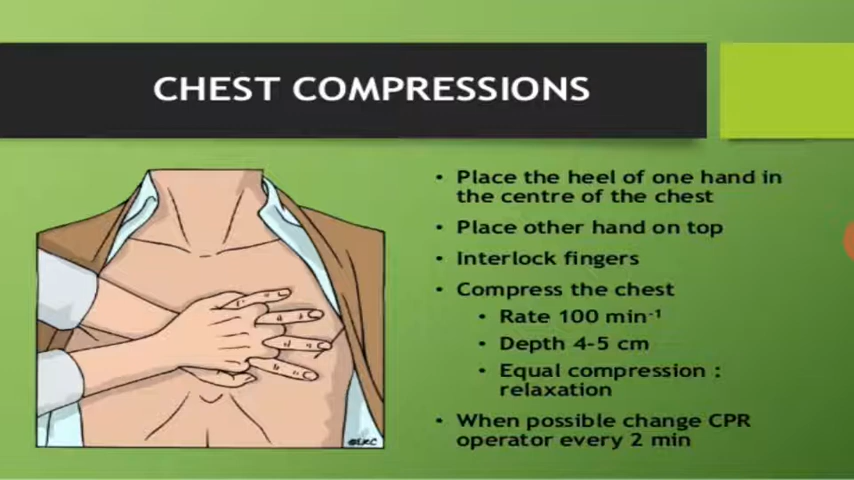 CHEST COMPRESSIONS
• Place the heel of one hand in
the centre of the chest
• Place other hand on top
• Interlock fingers
• Compress the chest
• Rate 100 min⁻¹
• Depth 4-5 cm
• Equal compression :
relaxation
• When possible change CPR
operator every 2 min